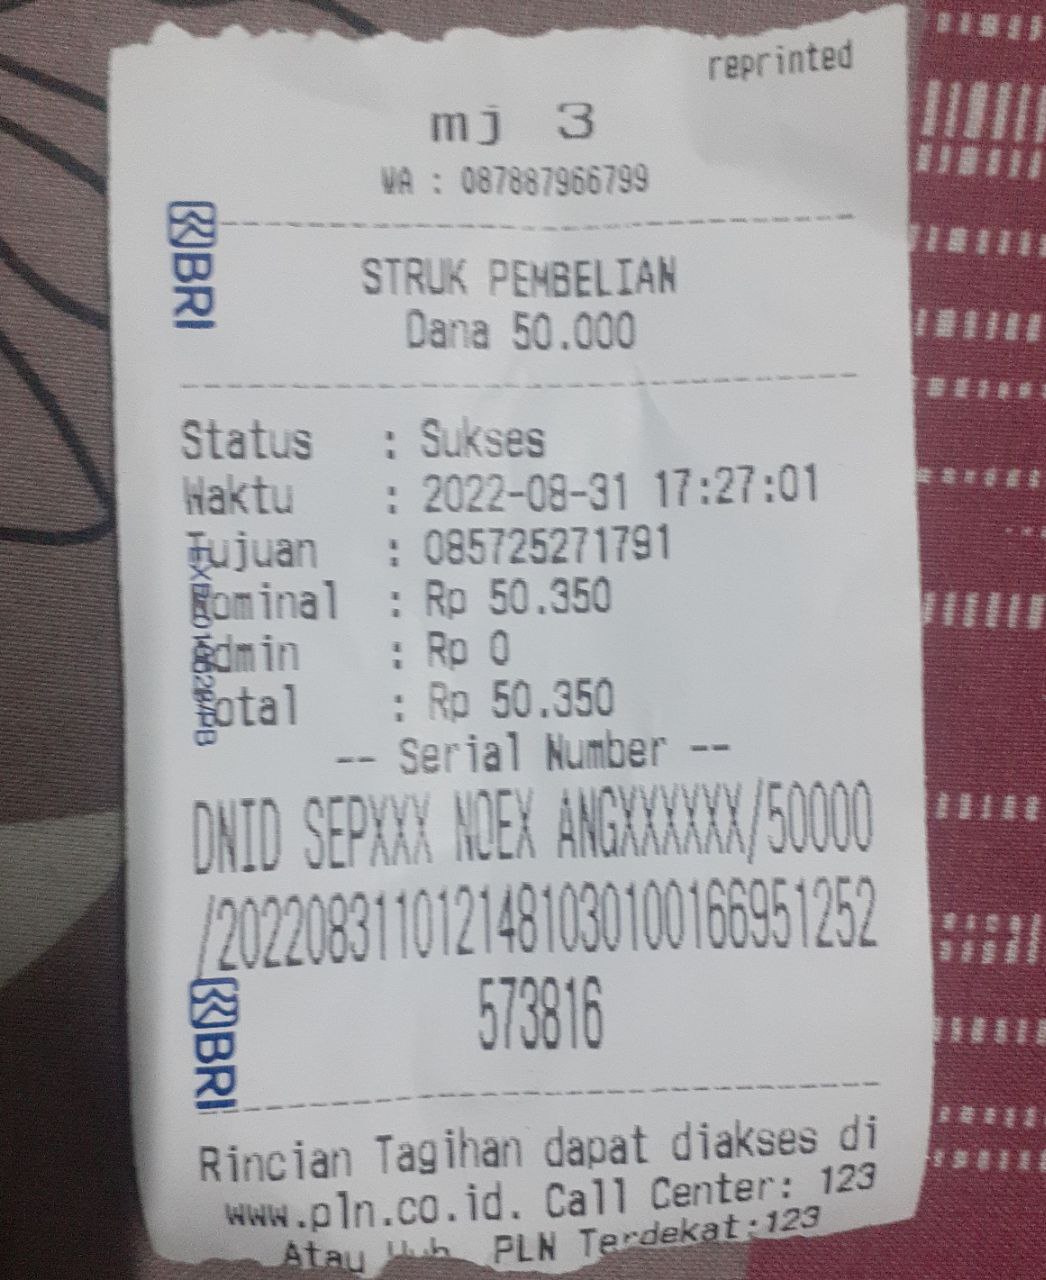 reprinted
mj 3
WA : 087887966799
BRI
STRUK PEMBELIAN
Dana 50.000
Status : Sukses
Waktu : 2022-08-31 17:27:01
Tujuan : 085725271791
Nominal : Rp 50.350
Admin : Rp 0
Total : Rp 50.350
-- Serial Number --
DNID SEPXXX NOEX ANGXXXXXX/50000
/2022083110121481030100166951252
573816
BRI
Rincian Tagihan dapat diakses di
www.pln.co.id. Call Center: 123
Atau PLN Terdekat:123